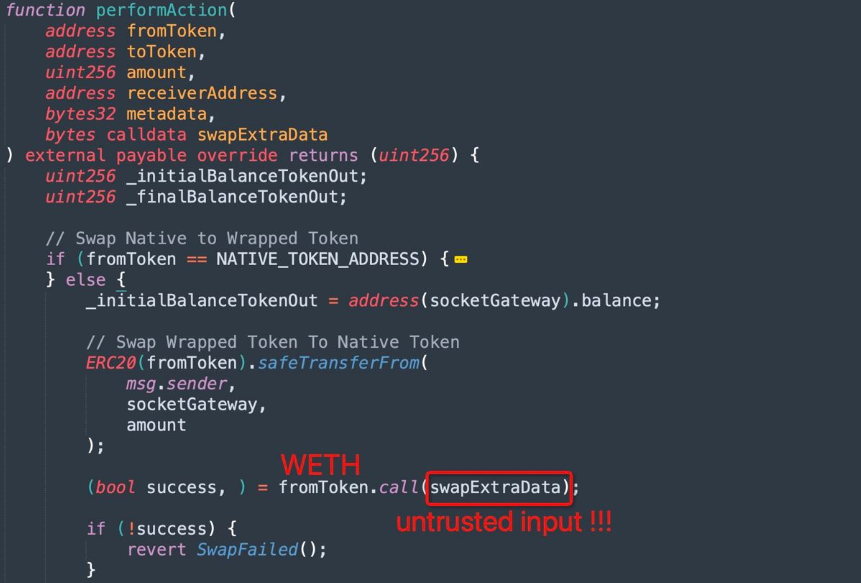 function performAction(
address fromToken,
address toToken,
uint256 amount,
address receiverAddress,
bytes32 metadata,
bytes calldata swapExtraData
) external payable override returns (uint256) {
uint256 _initialBalanceTokenOut;
uint256 _finalBalanceTokenOut;
// Swap Native to Wrapped Token
if (fromToken == NATIVE_TOKEN_ADDRESS) {
} else {
_initialBalanceTokenOut = address(socketGateway).balance;
// Swap Wrapped Token To Native Token
ERC20(fromToken).safeTransferFrom(
msg.sender,
socketGateway,
amount
);
WETH
(bool success, ) = fromToken.call(swapExtraData);
untrusted input !!!
if (!success) {
revert SwapFailed();
}